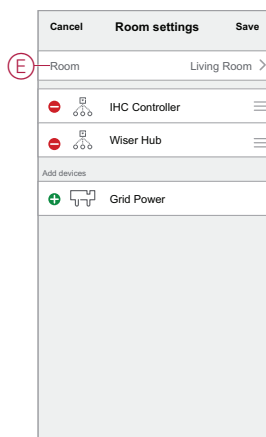 Cancel Room settings Save
E Room Living Room >
IHC Controller
Wiser Hub
Add devices
Grid Power